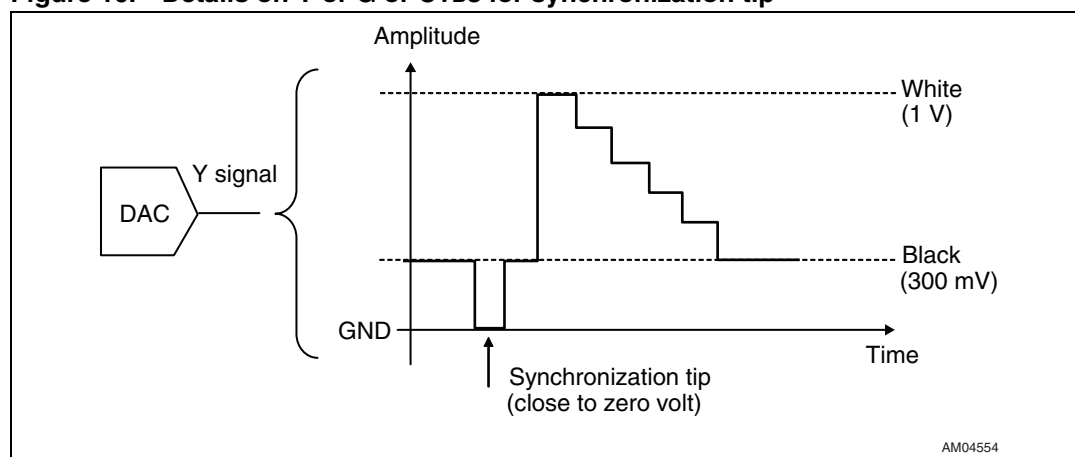 Figure Details on Y or G or CVBS for synchronization tip
Amplitude
White
(1 V)
Y signal
DAC
Black
(300 mV)
GND
Time
Synchronization tip
(close to zero volt)
AM04554